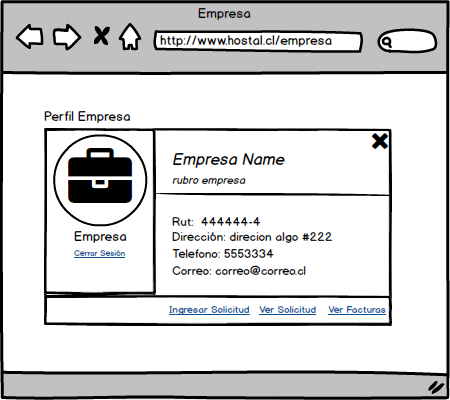 Empresa
http://www.hostal.cl/empresa
Perfil Empresa
Empresa Name
rubro empresa
Empresa
Cerrar Sesión
Rut: 444444-4
Dirección: direcion algo #222
Telefono: 5553334
Correo: correo@correo.cl
Ingresar Solicitud Ver Solicitud Ver Facturas